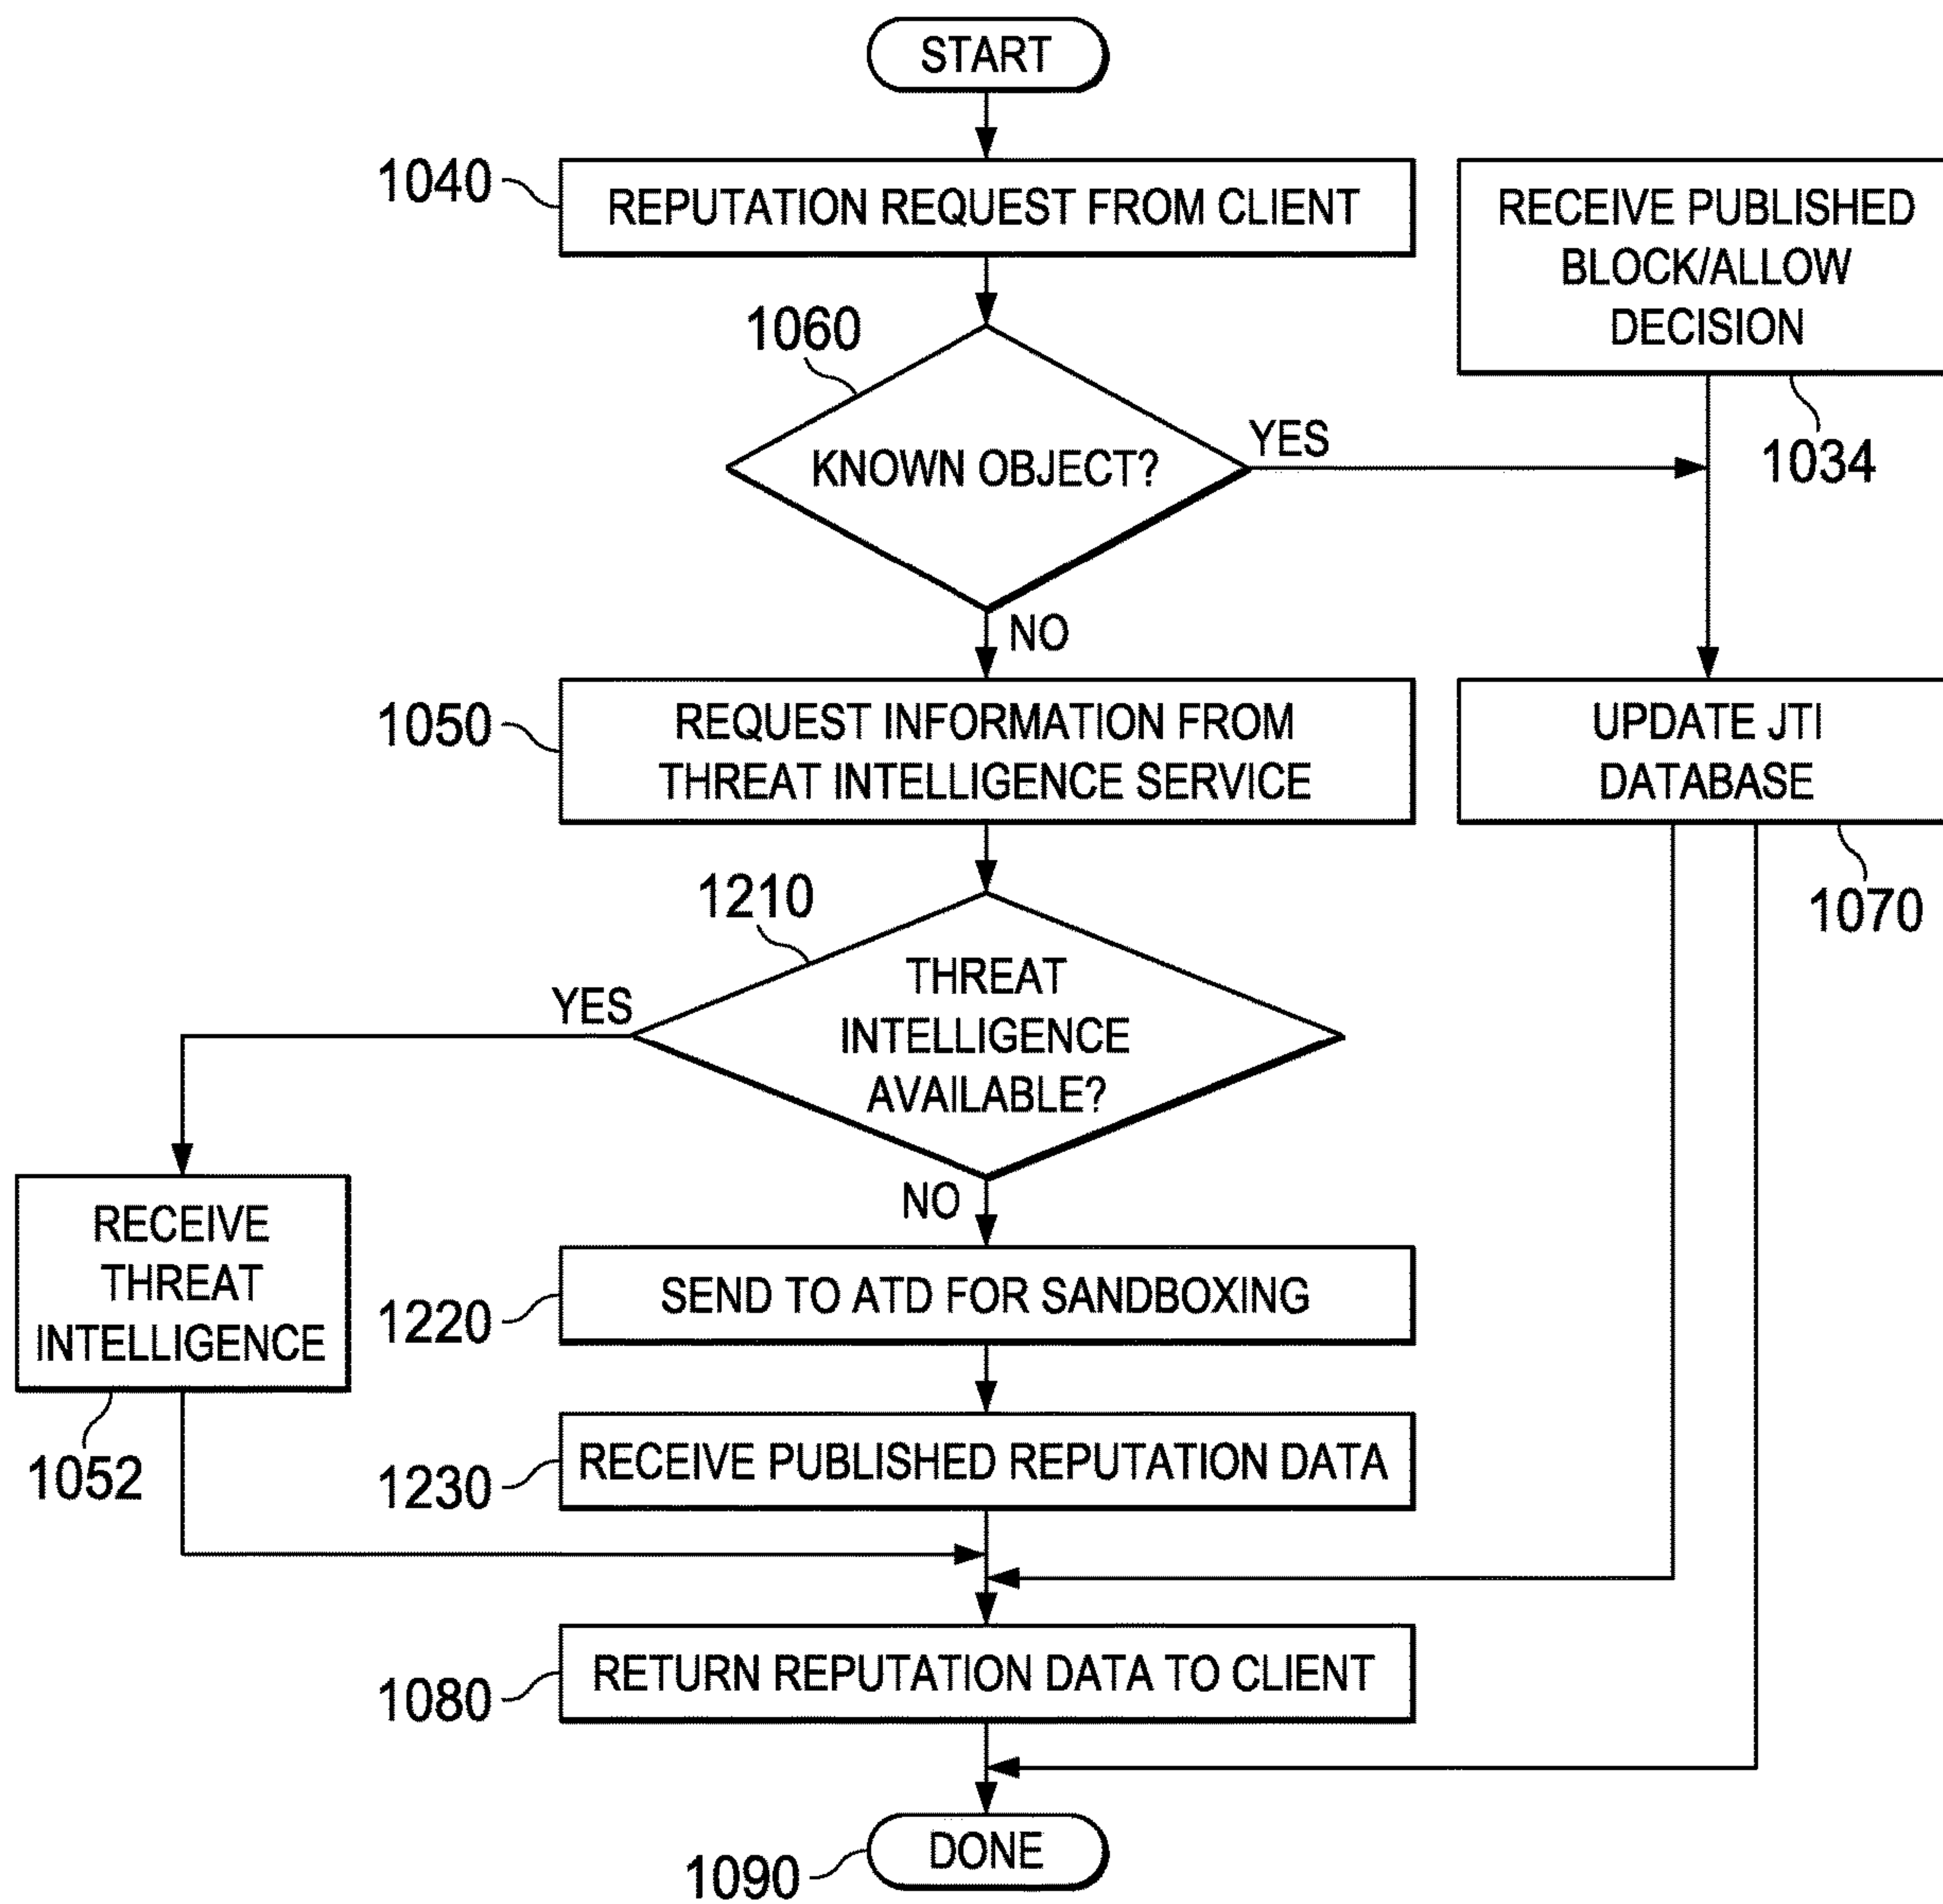 START
1040
REPUTATION REQUEST FROM CLIENT
RECEIVE PUBLISHED
BLOCK/ALLOW
DECISION
1034
1060
KNOWN OBJECT?
YES
NO
1050
REQUEST INFORMATION FROM
THREAT INTELLIGENCE SERVICE
UPDATE JTI
DATABASE
1070
1210
THREAT
INTELLIGENCE
AVAILABLE?
YES
NO
RECEIVE
THREAT
INTELLIGENCE
1052
1220
SEND TO ATD FOR SANDBOXING
1230
RECEIVE PUBLISHED REPUTATION DATA
1080
RETURN REPUTATION DATA TO CLIENT
DONE
1090